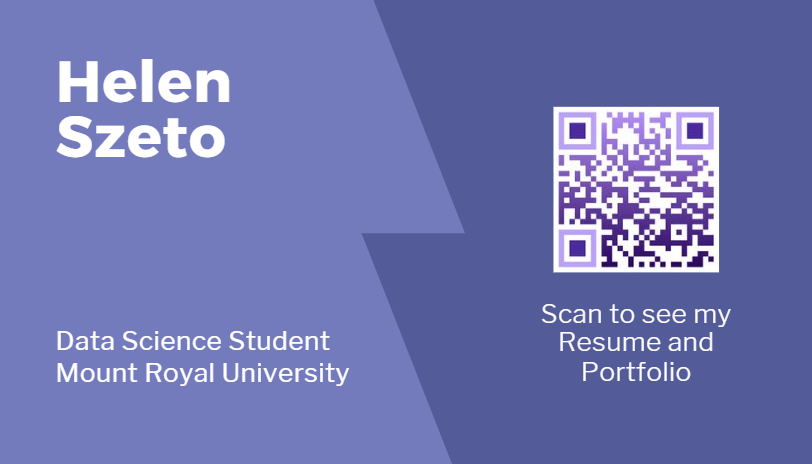 Helen
Szeto
Data Science Student
Mount Royal University
Scan to see my
Resume and
Portfolio